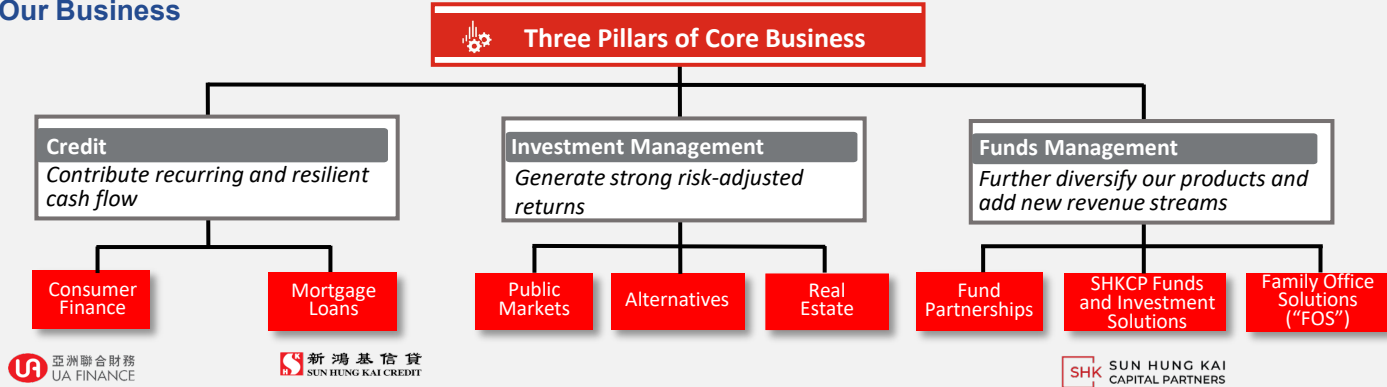 Our Business
Three Pillars of Core Business
Credit
Contribute recurring and resilient
cash flow
Investment Management
Generate strong risk-adjusted
returns
Funds Management
Further diversify our products and
add new revenue streams
Consumer
Finance
Mortgage
Loans
Public
Markets
Alternatives
Real
Estate
Fund
Partnerships
SHKCP Funds
and Investment
Solutions
Family Office
Solutions
(“FOS”)
UA
亞洲聯合財務
UA FINANCE
新鴻基信貸
SUN HUNG KAI CREDIT
SHK
SUN HUNG KAI
CAPITAL PARTNERS